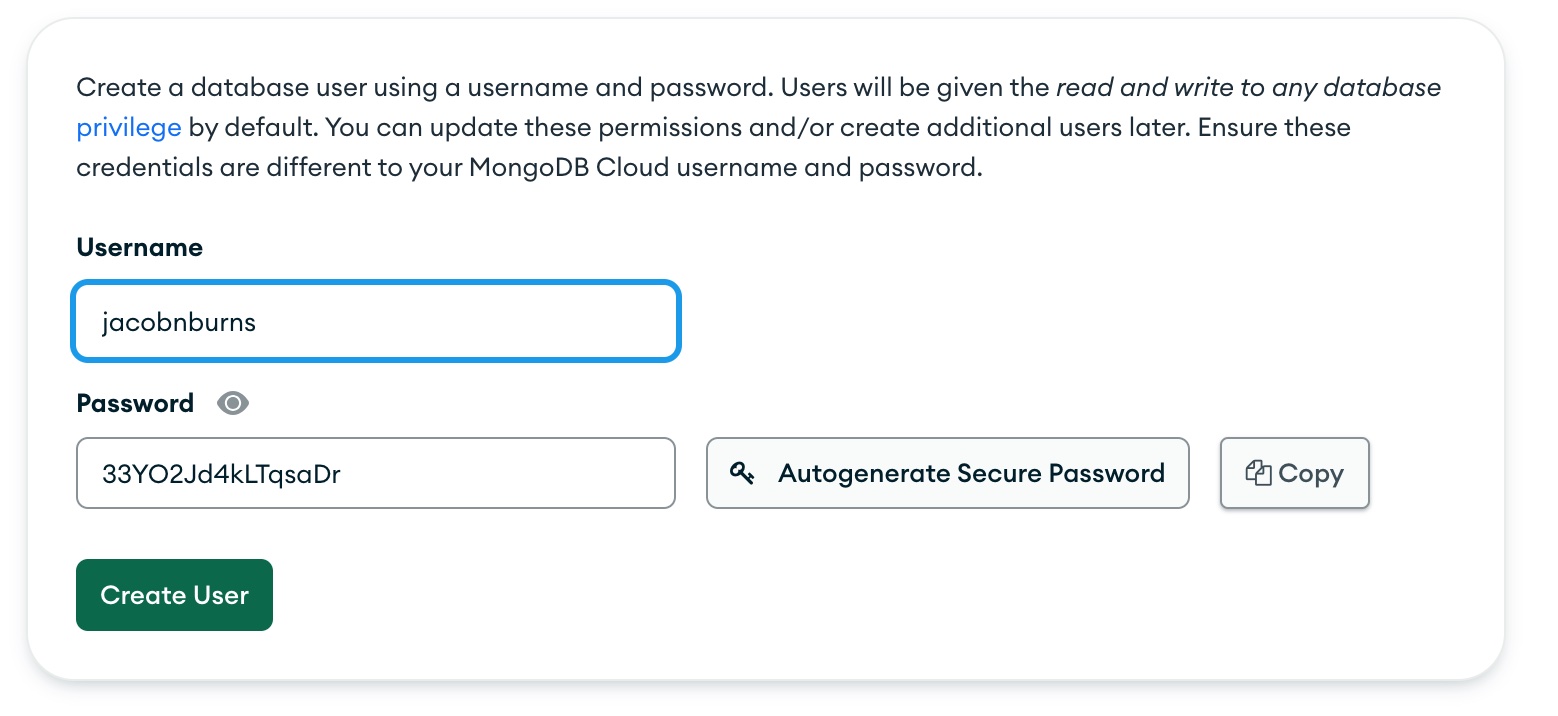 Create a database user using a username and password. Users will be given the read and write to any database
privilege by default. You can update these permissions and/or create additional users later. Ensure these
credentials are different to your MongoDB Cloud username and password.
Username
jacobnburns
Password
33YO2Jd4kLTqsaDr
Autogenerate Secure Password
Copy
Create User